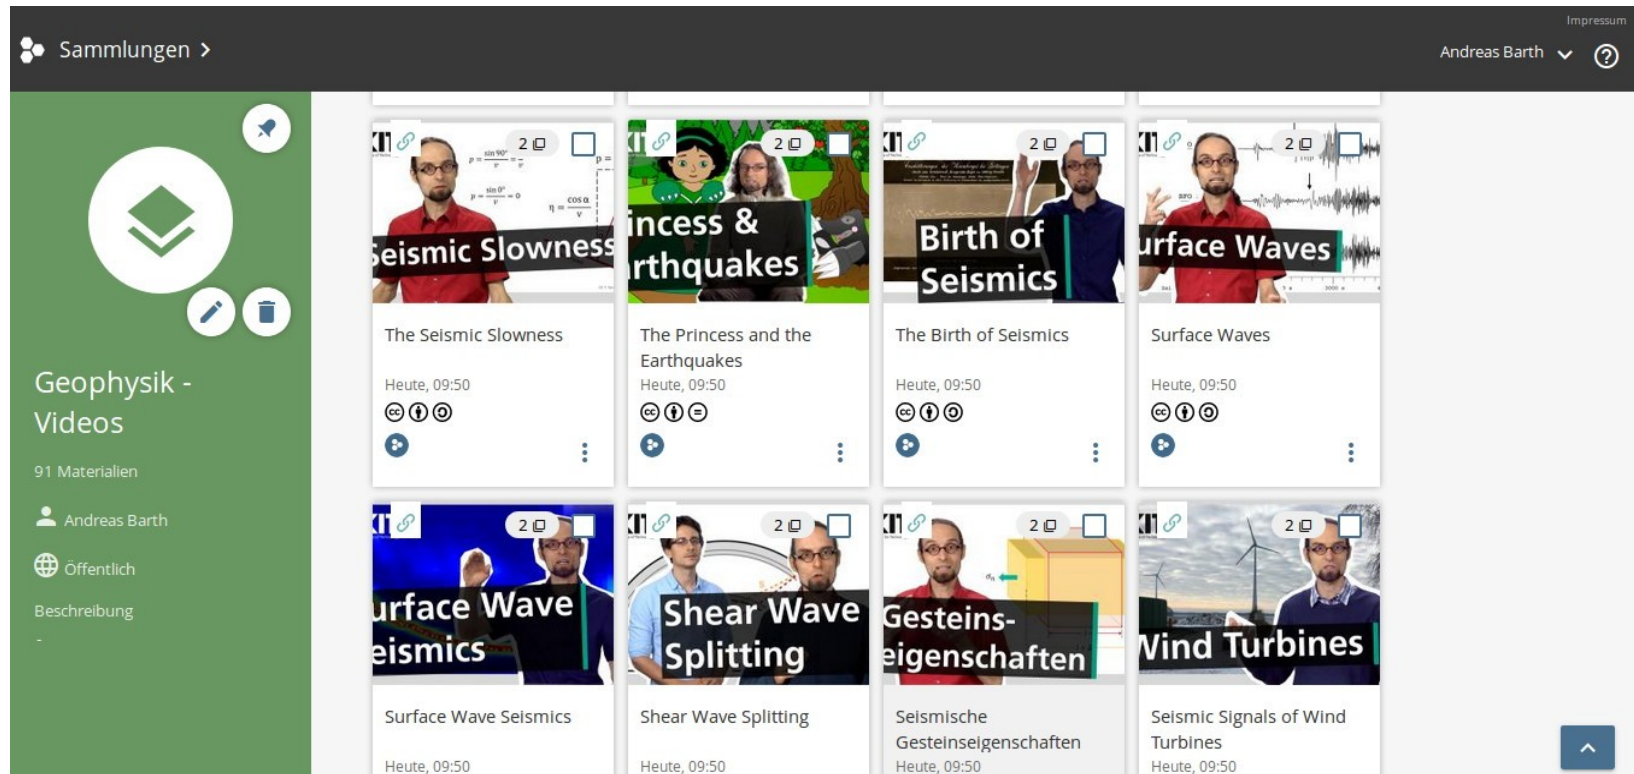 Impressum
Sammlungen
Andreas Barth
Geophysik -
Videos
91 Materialien
Andreas Barth
Öffentlich
Beschreibung
-
2
Seismic Slowness
The Seismic Slowness
Heute, 09:50
2
incess &
rthquakes
The Princess and the
Earthquakes
Heute, 09:50
2
Birth of
Seismics
The Birth of Seismics
Heute, 09:50
2
urface Waves
Surface Waves
Heute, 09:50
2
urface Wave
eismics
Surface Wave Seismics
Heute, 09:50
2
Shear Wave
Splitting
Shear Wave Splitting
Heute, 09:50
2
Gesteins-
eigenschaften
Seismische
Gesteinseigenschaften
Heute, 09:50
2
Wind Turbines
Seismic Signals of Wind
Turbines
Heute, 09:50